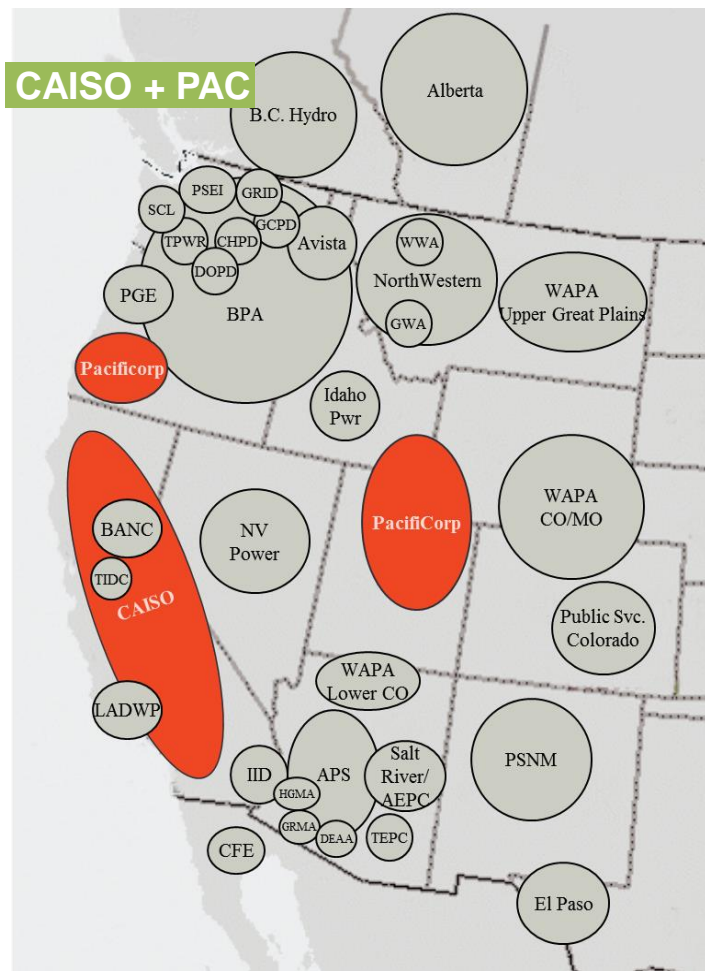 CAISO + PAC
Alberta
B.C. Hydro
PSEI
GRID
SCL
GCPD
TPWR
CHPD
Avista
WWA
DOPD
NorthWestern
PGE
BPA
GWA
WAPA
Upper Great Plains
Pacificorp
Idaho
Pwr
BANC
NV
Power
PacifiCorp
WAPA
CO/MO
TIDC
CAISO
Public Svc.
Colorado
WAPA
Lower CO
LADWP
IID
APS
Salt
River/
AEPC
PSNM
HGMA
GRMA
DEAA
TEPC
CFE
El Paso